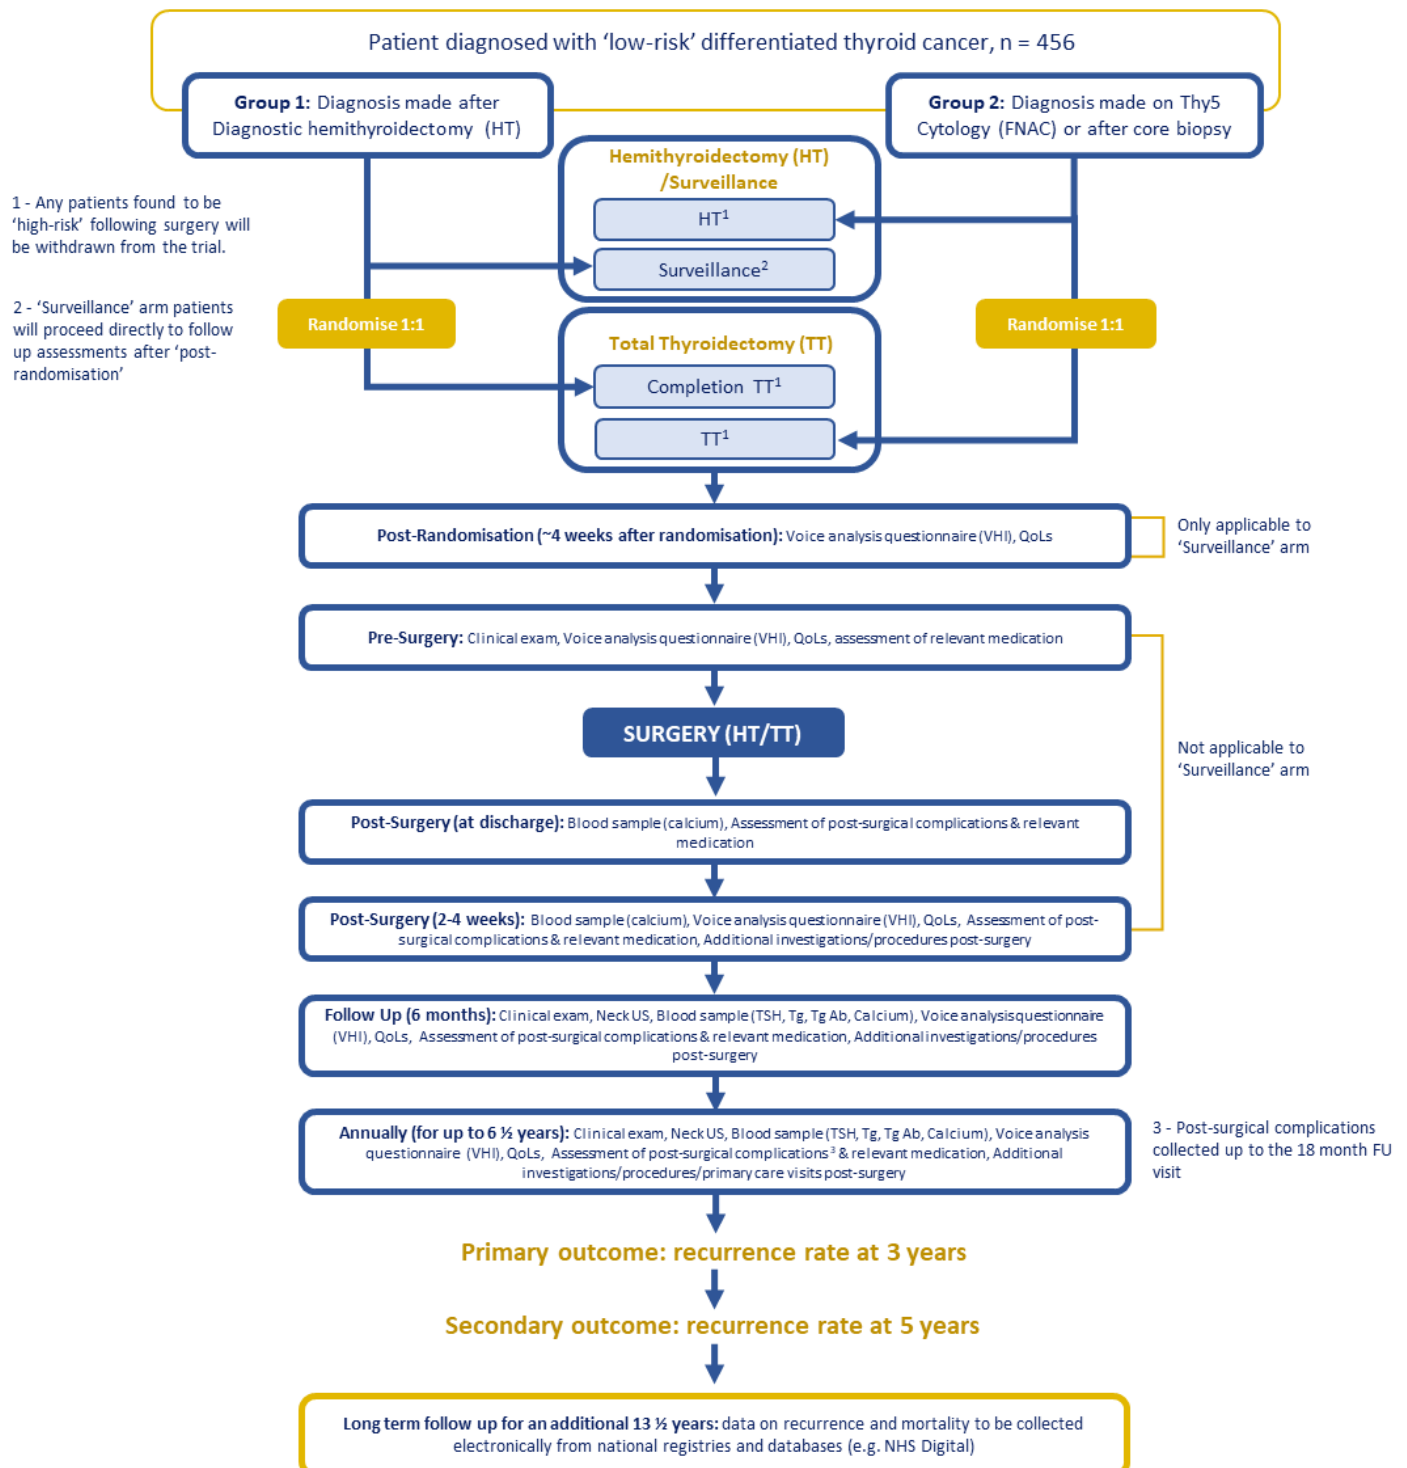 Patient diagnosed with ‘low-risk’ differentiated thyroid cancer, n = 456
Group 1: Diagnosis made after
Diagnostic hemithyroidectomy (HT)
Group 2: Diagnosis made on Thy5
Cytology (FNAC) or after core biopsy
Hemithyroidectomy (HT)
/Surveillance
HT¹
Surveillance²
1 - Any patients found to be
‘high-risk’ following surgery will
be withdrawn from the trial.
2 - ‘Surveillance’ arm patients
will proceed directly to follow
up assessments after ‘post-
randomisation’
Randomise 1:1
Randomise 1:1
Total Thyroidectomy (TT)
Completion TT¹
TT¹
Post-Randomisation (~4 weeks after randomisation): Voice analysis questionnaire (VHI), QoLs
Only applicable to
‘Surveillance’ arm
Pre-Surgery: Clinical exam, Voice analysis questionnaire (VHI), QoLs, assessment of relevant medication
SURGERY (HT/TT)
Not applicable to
‘Surveillance’ arm
Post-Surgery (at discharge): Blood sample (calcium), Assessment of post-surgical complications & relevant
medication
Post-Surgery (2-4 weeks): Blood sample (calcium), Voice analysis questionnaire (VHI), QoLs, Assessment of post-
surgical complications & relevant medication, Additional investigations/procedures post-surgery
Follow Up (6 months): Clinical exam, Neck US, Blood sample (TSH, Tg, Tg Ab, Calcium), Voice analysis questionnaire
(VHI), QoLs, Assessment of post-surgical complications & relevant medication, Additional investigations/procedures
post-surgery
Annually (for up to 6 ½ years): Clinical exam, Neck US, Blood sample (TSH, Tg, Tg Ab, Calcium), Voice analysis
questionnaire (VHI), QoLs, Assessment of post-surgical complications³ & relevant medication, Additional
investigations/procedures/primary care visits post-surgery
3 - Post-surgical complications
collected up to the 18 month FU
visit
Primary outcome: recurrence rate at 3 years
Secondary outcome: recurrence rate at 5 years
Long term follow up for an additional 13 ½ years: data on recurrence and mortality to be collected
electronically from national registries and databases (e.g. NHS Digital)